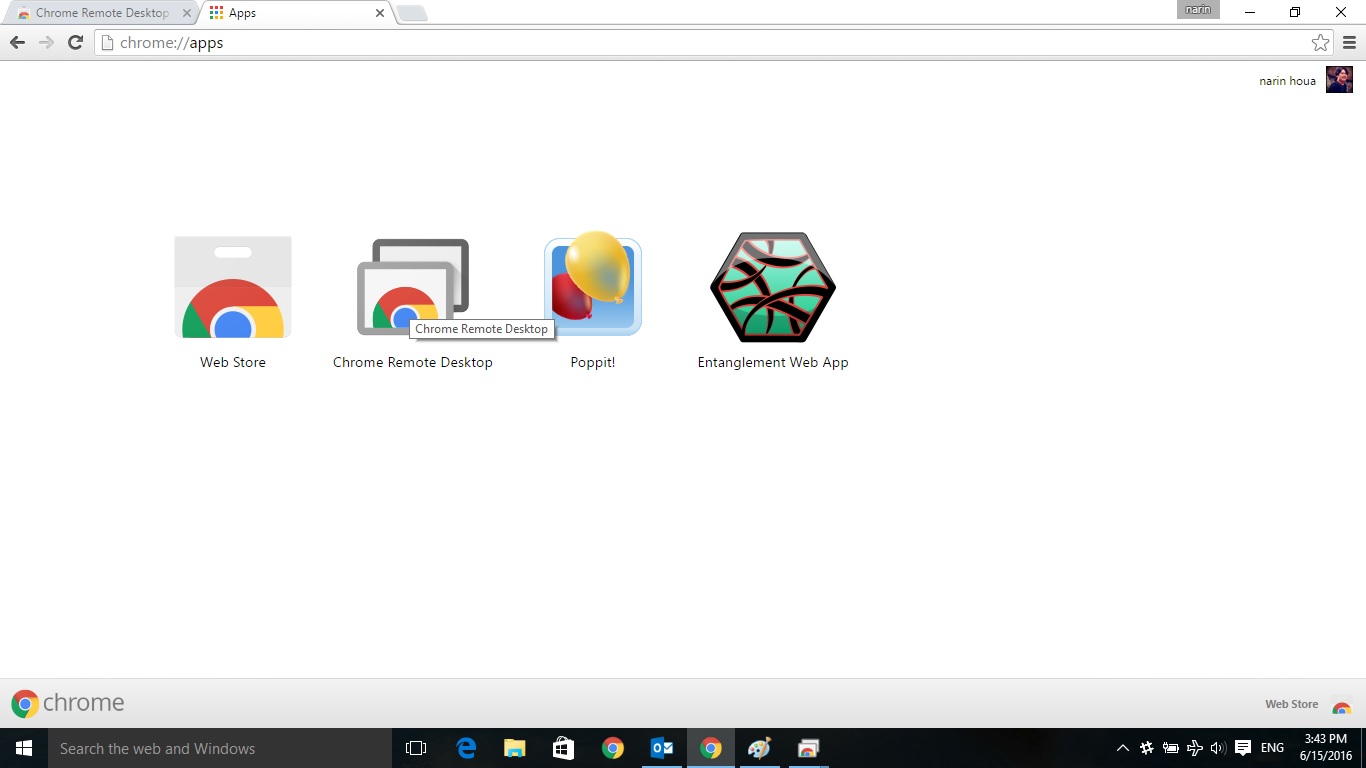 Chrome Remote Desktop
Apps
narin
chrome://apps
narin houa
Chrome Remote Desktop
Web Store
Chrome Remote Desktop
Poppit!
Entanglement Web App
chrome
Web Store
Search the web and Windows
ENG
3:43 PM
6/15/2016